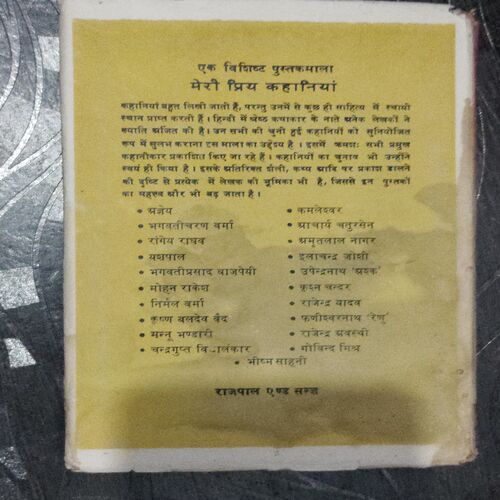 एक विशिष्ट पुस्तकमाला
मेरी प्रिय कहानियां
कहानियां बहुत लिखी जाती हैं, परन्तु उनमें से कुछ ही साहित्य में स्थायी
स्थान प्राप्त करती हैं। हिन्दी में श्रेष्ठ कथाकार के नाते अनेक लेखकों ने
ख्याति अर्जित की है। उन सभी की चुनी हुई कहानियों को सुनियोजित
रूप में सुलभ कराना इस माला का उद्देश्य है। इसमें क्रमशः सभी प्रमुख
कहानीकार प्रकाशित किए जा रहे हैं। कहानियों का चुनाव भी उन्होंने
स्वयं ही किया है। इसके अतिरिक्त शैली, कथ्य आदि पर प्रकाश डालने
की दृष्टि से प्रत्येक में लेखक की भूमिका भी है, जिससे इन पुस्तकों
का महत्त्व और भी बढ़ जाता है।
• अज्ञेय
• भगवतीचरण वर्मा
• रांगेय राघव
• यशपाल
• भगवतीप्रसाद वाजपेयी
• मोहन राकेश
• निर्मल वर्मा
• कृष्ण बलदेव वैद
• मन्नू भण्डारी
• चन्द्रगुप्त विद्यालंकार
• कमलेश्वर
• आचार्य चतुरसेन
• अमृतलाल नागर
• इलाचन्द्र जोशी
• उपेन्द्रनाथ 'अश्क'
• कृश्न चन्दर
• राजेन्द्र यादव
• फणीश्वरनाथ 'रेणु'
• राजेन्द्र अवस्थी
• गोविन्द मिश्र
• भीष्म साहनी
राजपाल एण्ड सन्ज़